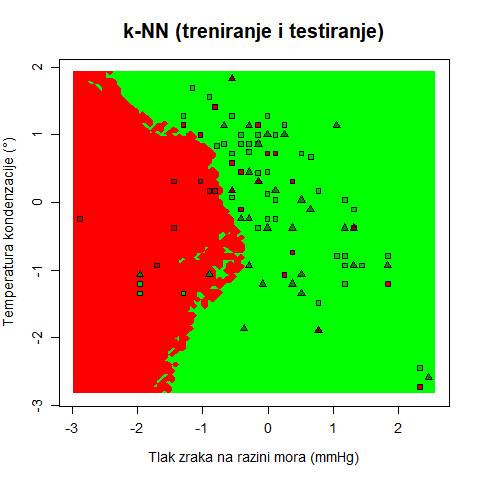 k-NN (treniranje i testiranje)
Temperatura kondenzacije (°)
2
1
0
-1
-2
-3
-3 -2 -1 0 1 2
Tlak zraka na razini mora (mmHg)